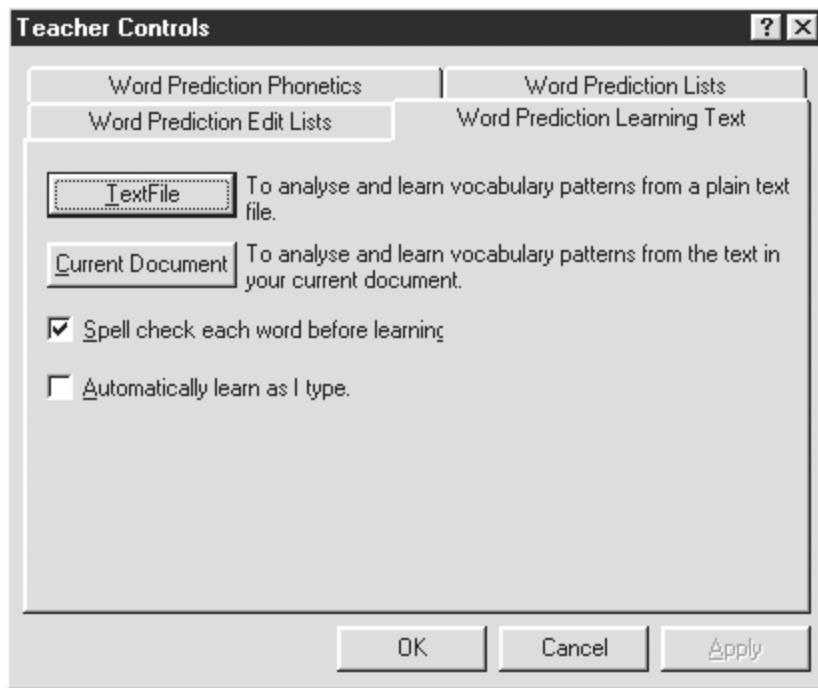 Teacher Controls
Word Prediction Phonetics
Word Prediction Lists
Word Prediction Edit Lists
Word Prediction Learning Text
TextFile
To analyse and learn vocabulary patterns from a plain text
file.
Current Document
To analyse and learn vocabulary patterns from the text in
your current document.
Spell check each word before learning
Automatically learn as I type.
OK
Cancel
Apply